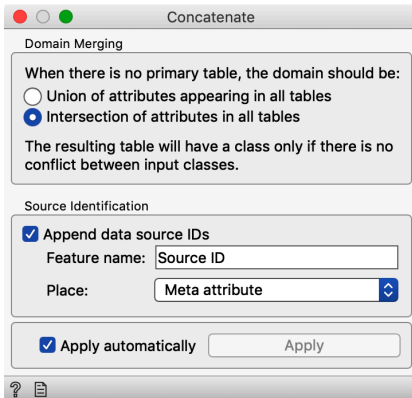 Concatenate
Domain Merging
When there is no primary table, the domain should be:
Union of attributes appearing in all tables
Intersection of attributes in all tables
The resulting table will have a class only if there is no
conflict between input classes.
Source Identification
Append data source IDs
Feature name: Source ID
Place: Meta attribute
Apply automatically Apply
?